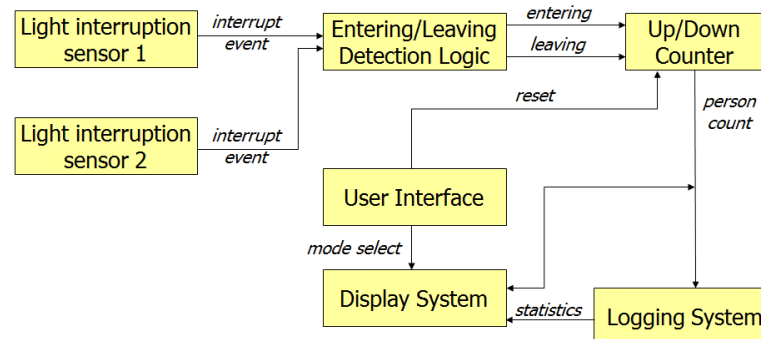 Light interruption
sensor 1
interrupt
event
Entering/Leaving
Detection Logic
entering
leaving
Up/Down
Counter
reset
person
count
Light interruption
sensor 2
interrupt
event
User Interface
mode select
Display System
statistics
Logging System